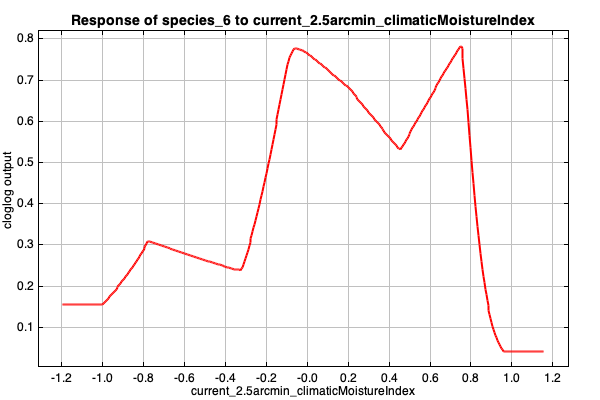 Response of species_6 to current_2.5arcmin_climaticMoistureIndex
cloglog output
0.8
0.7
0.6
0.5
0.4
0.3
0.2
0.1
-1.2 -1.0 -0.8 -0.6 -0.4 -0.2 -0.0 0.2 0.4 0.6 0.8 1.0 1.2
current_2.5arcmin_climaticMoistureIndex